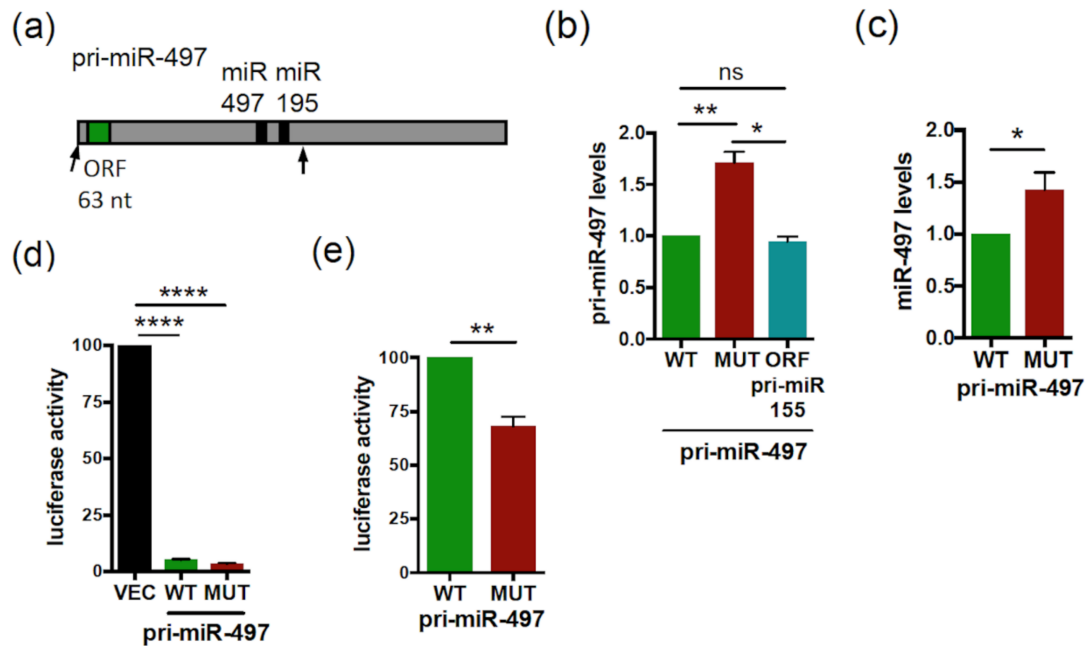 (a)
pri-miR-497
miR miR
497 195
ORF
63 nt
(b)
ns
** *
2.0
1.5
1.0
0.5
0.0
pri-miR-497 levels
WT MUT ORF
pri-miR
155
pri-miR-497
(c)
*
2.0
1.5
1.0
0.5
0.0
miR-497 levels
WT MUT
pri-miR-497
(d)
****
****
100
75
50
25
0
luciferase activity
VEC WT MUT
pri-miR-497
(e)
**
100
75
50
25
0
luciferase activity
WT MUT
pri-miR-497